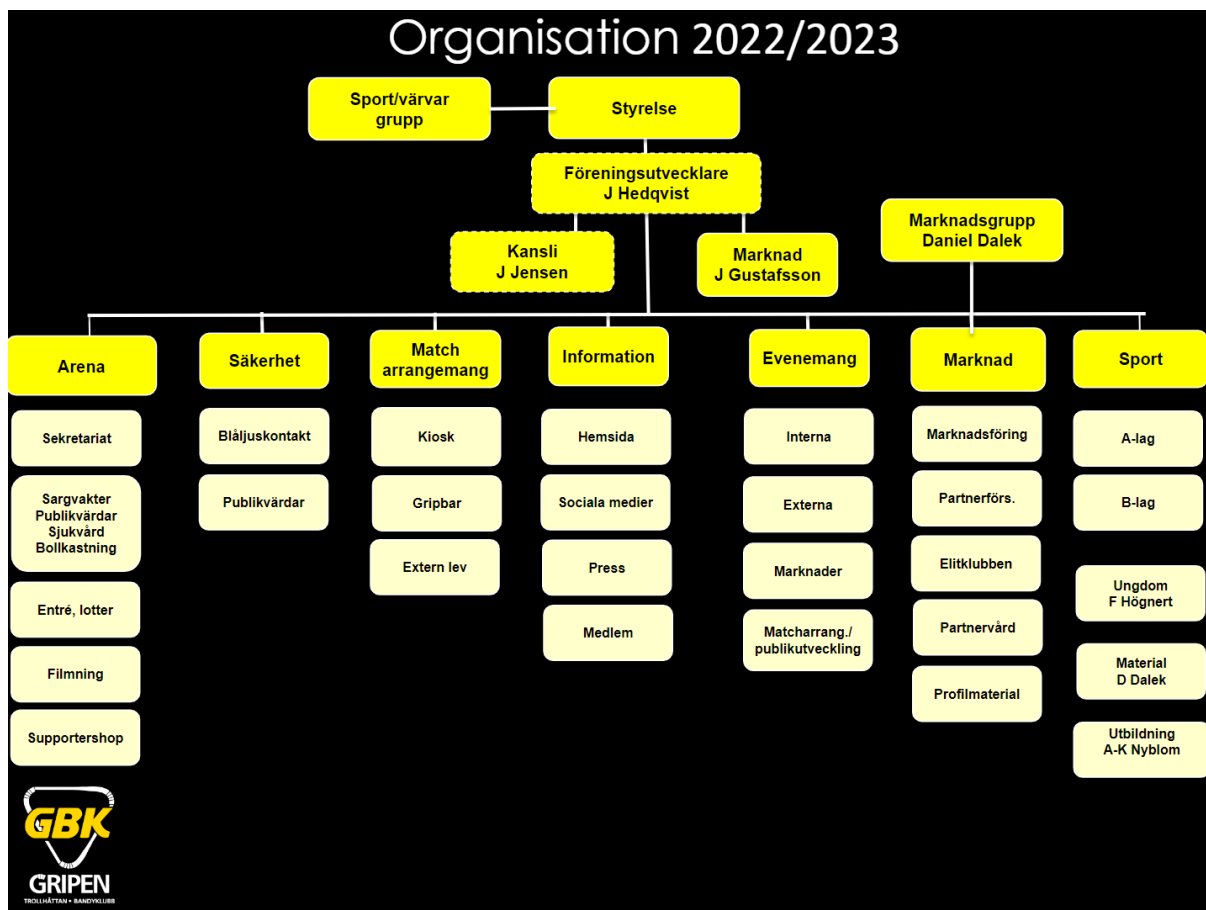 Organisation 2022/2023
Sport/värvar
grupp
Styrelse
Föreningsutvecklare
J Hedqvist
Kansli
J Jensen
Marknad
J Gustafsson
Marknadsgrupp
Daniel Dalek
Arena
Säkerhet
Match
arrangemang
Information
Evenemang
Marknad
Sport
Sekretariat
Sargvakter
Publikvärdar
Sjukvård
Bollkastning
Entré, lotter
Filmning
Supportershop
Blåljuskontakt
Publikvärdar
Kiosk
Gripbar
Extern lev
Hemsida
Sociala medier
Press
Medlem
Interna
Externa
Marknader
Matcharrang./
publikutveckling
Marknadsföring
Partnerförs.
Elitklubben
Partnervård
Profilmaterial
A-lag
B-lag
Ungdom
F Högnert
Material
D Dalek
Utbildning
A-K Nyblom
GBK
GRIPEN
TROLLHÄTTAN • BANDYKLUBB